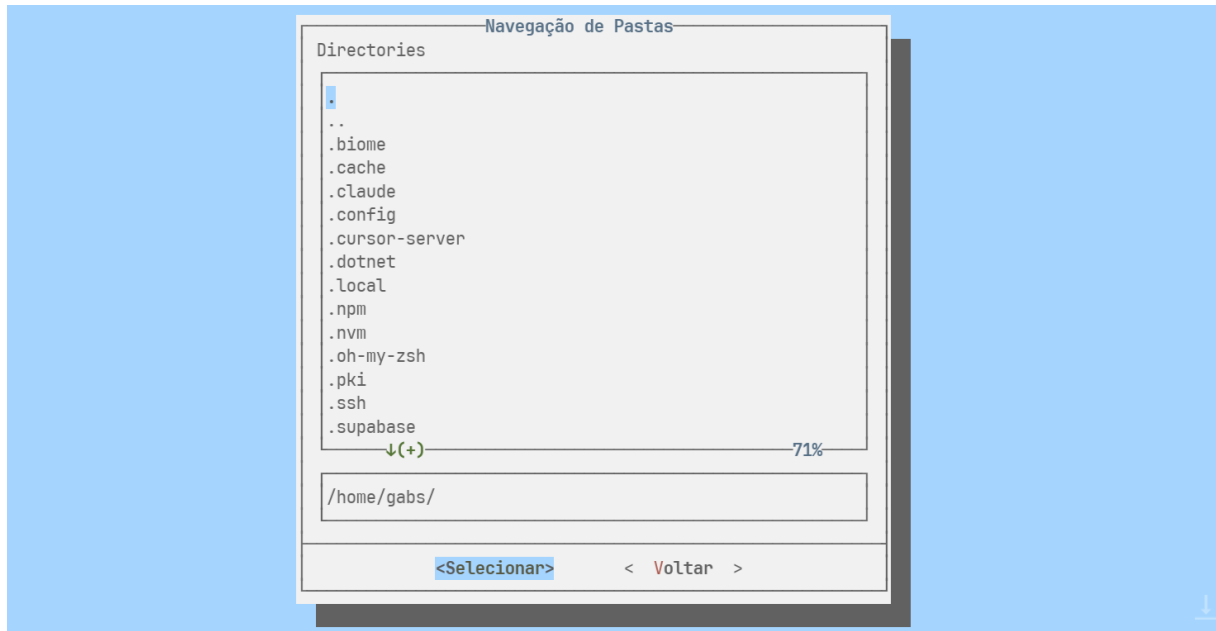 Navegação de Pastas
Directories
.
..
.biome
.cache
.claude
.config
.cursor-server
.dotnet
.local
.npm
.nvm
.oh-my-zsh
.pki
.ssh
.supabase
↓(+) 71%
/home/gabs/
<Selecionar> < Voltar >